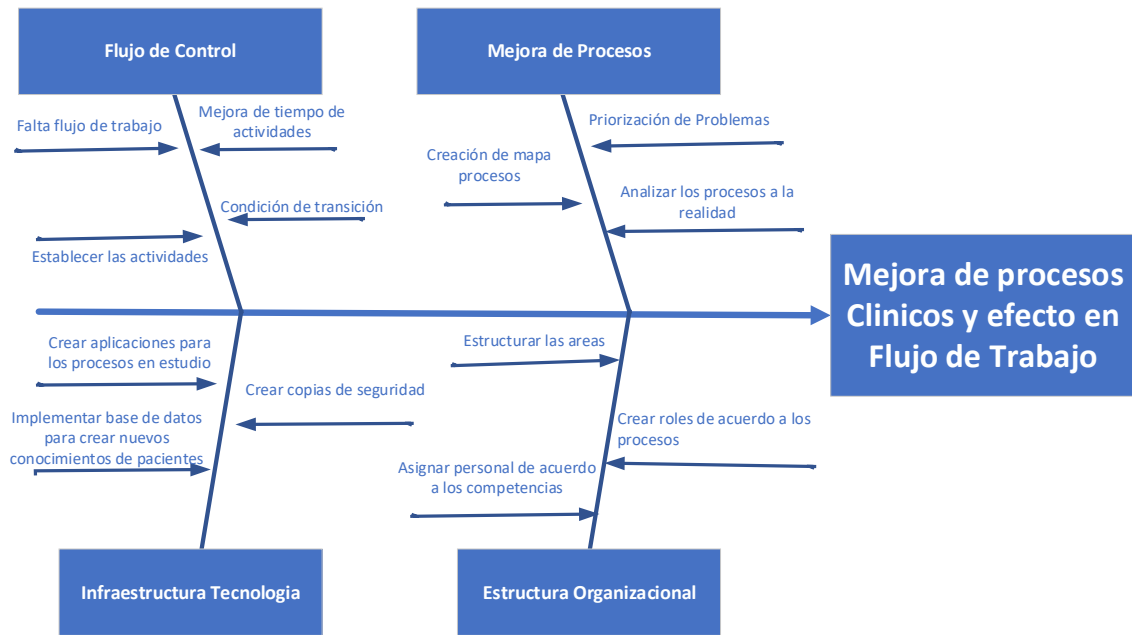 Flujo de Control
Mejora de Procesos
Falta flujo de trabajo
Mejora de tiempo de
actividades
Condición de transición
Establecer las actividades
Priorización de Problemas
Creación de mapa
procesos
Analizar los procesos a la
realidad
Mejora de procesos
Clinicos y efecto en
Flujo de Trabajo
Crear aplicaciones para
los procesos en estudio
Crear copias de seguridad
Implementar base de datos
para crear nuevos
conocimientos de pacientes
Estructurar las areas
Crear roles de acuerdo a los
procesos
Asignar personal de acuerdo
a los competencias
Infraestructura Tecnologia
Estructura Organizacional